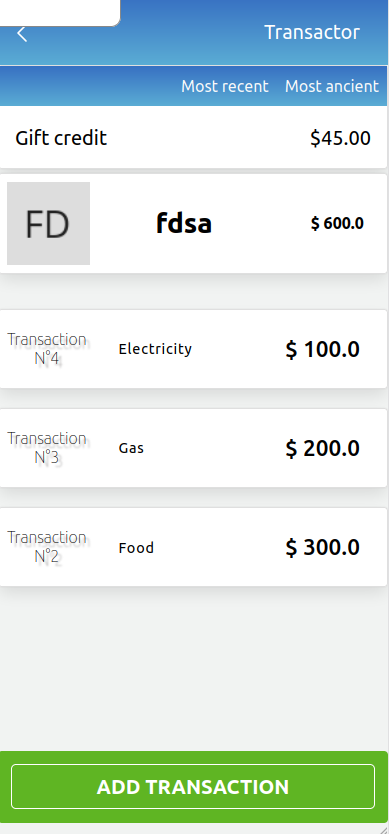 Transactor
Most recent Most ancient
Gift credit $45.00
FD fdsa $ 600.0
Transaction
N°4
Electricity $ 100.0
Transaction
N°3
Gas $ 200.0
Transaction
N°2
Food $ 300.0
ADD TRANSACTION